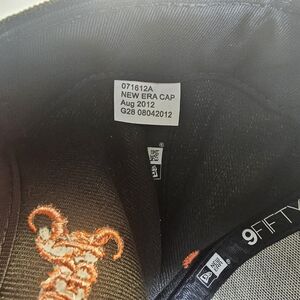 071612A
NEW ERA CAP
Aug 2012
G28 08042012
9FIFTY